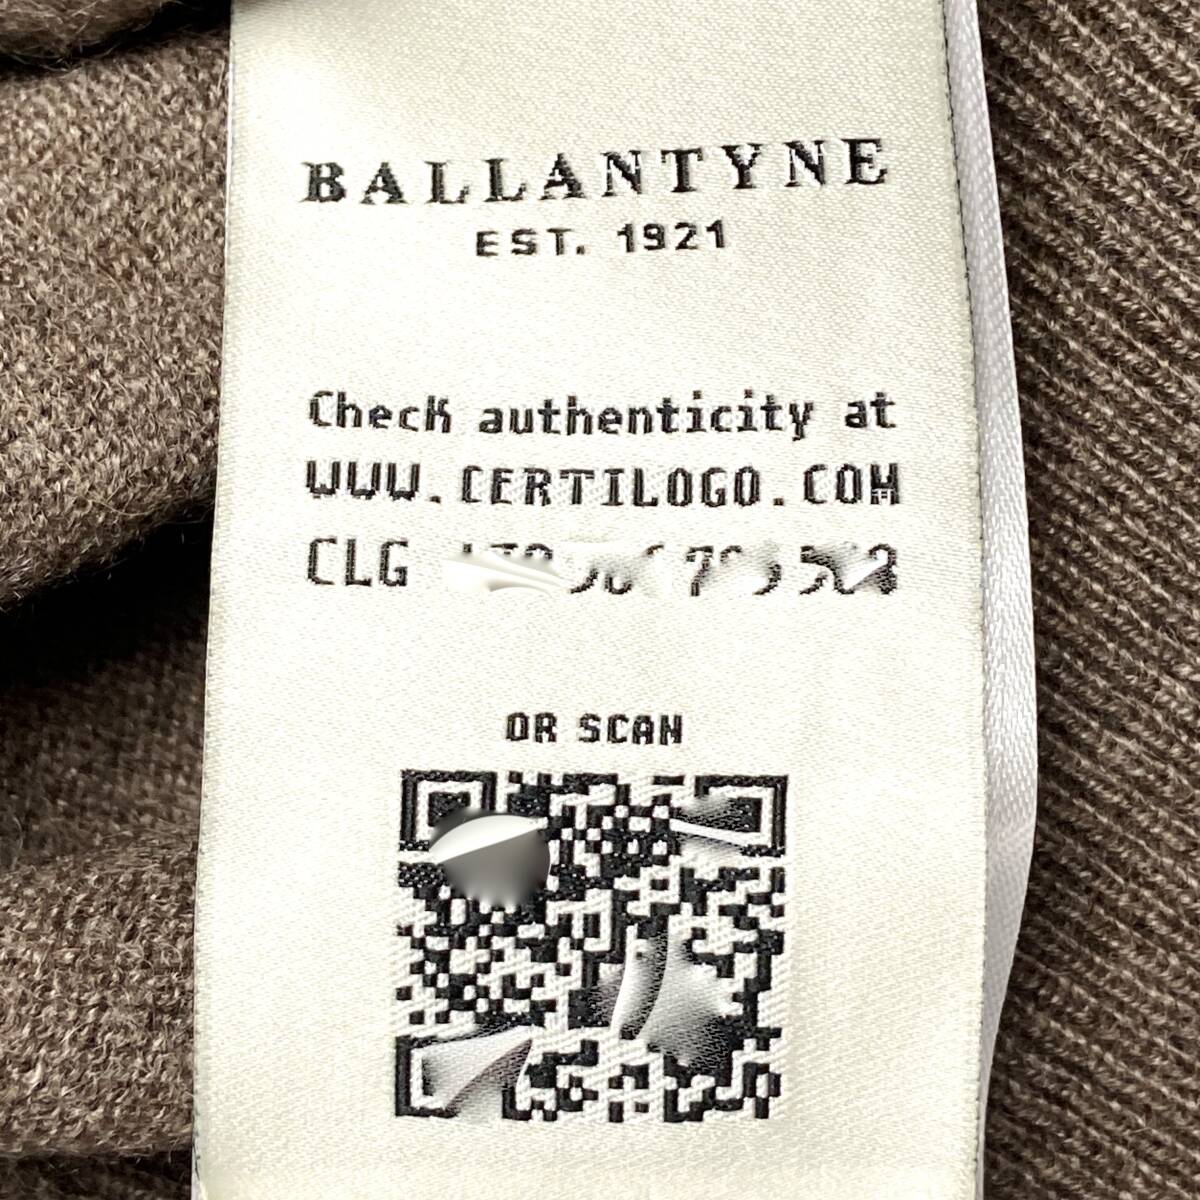 BALLANTYNE
EST. 1921
Check authenticity at
WWW.CERTILOGO.COM
CLG
OR SCAN